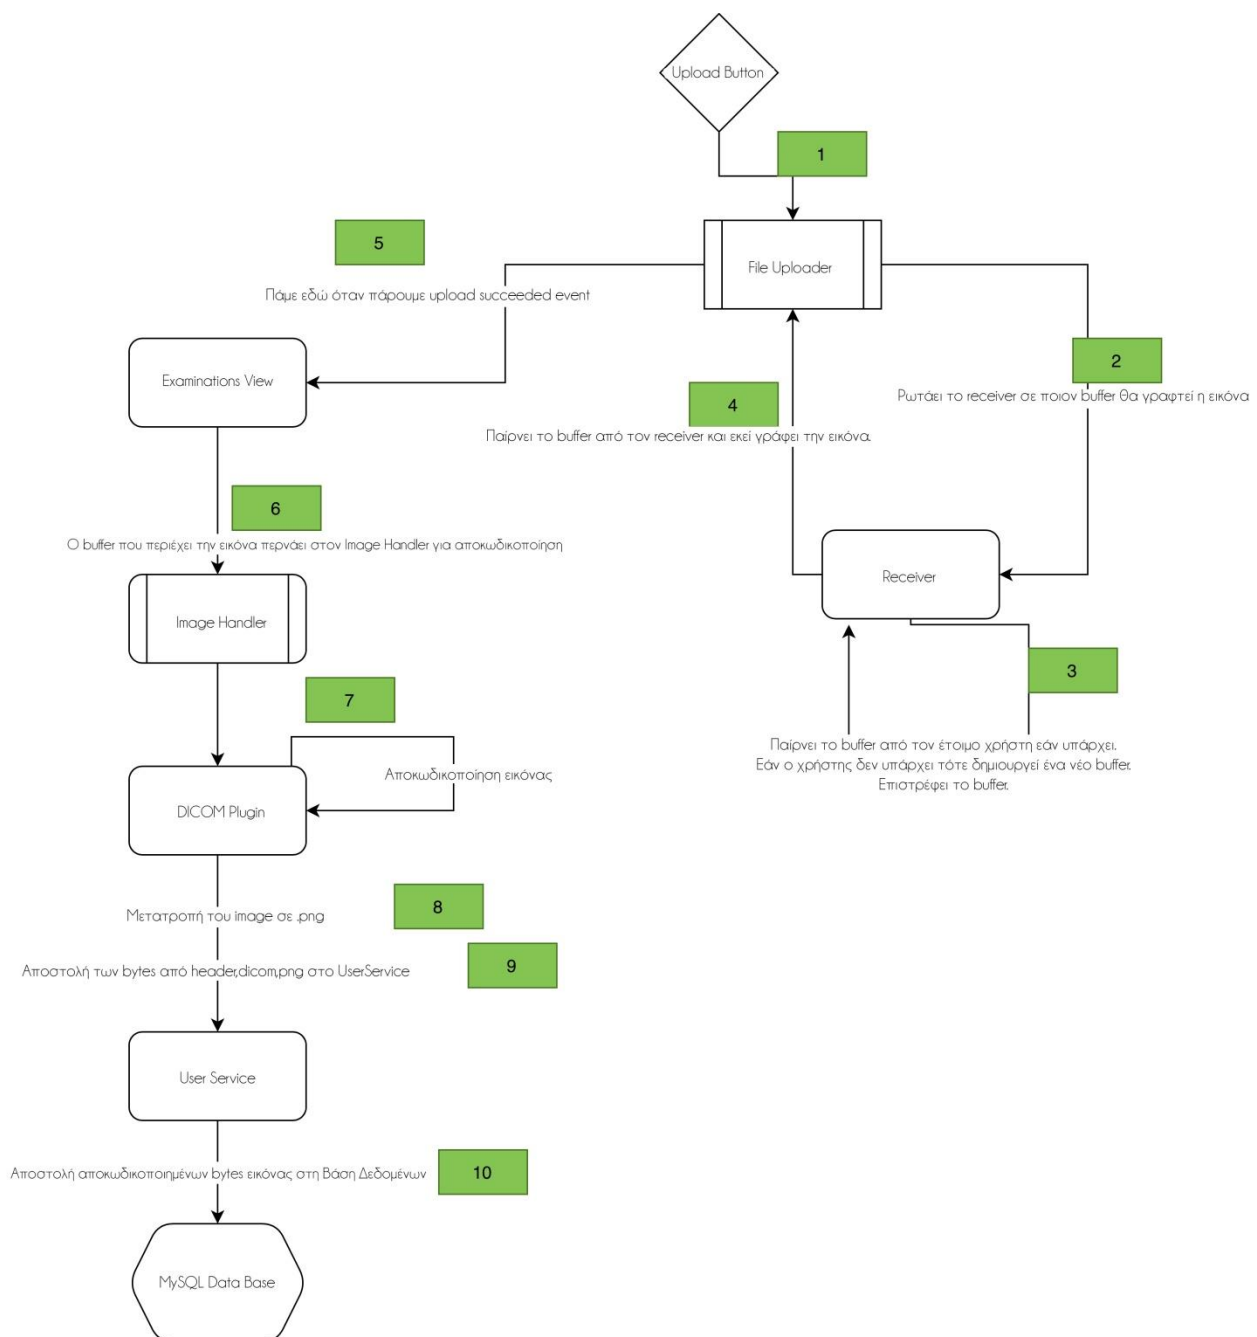 Upload Button
1
File Uploader
5
Πάμε εδώ όταν πάρουμε upload succeeded event
2
Ρωτάει το receiver σε ποιον buffer θα γραφτεί η εικόνα
Examinations View
4
Παίρνει το buffer από τον receiver και εκεί γράφει την εικόνα.
6
Ο buffer που περιέχει την εικόνα περνάει στον Image Handler για αποκωδικοποίηση
Receiver
Image Handler
3
Παίρνει το buffer από τον έτοιμο χρήστη εάν υπάρχει.
Εάν ο χρήστης δεν υπάρχει τότε δημιουργεί ένα νέο buffer.
Επιστρέφει το buffer.
7
Αποκωδικοποίηση εικόνας
DICOM Plugin
8
Μετατροπή του image σε .png
9
Αποστολή των bytes από header,dicom,png στο UserService
User Service
Αποστολή αποκωδικοποιημένων bytes εικόνας στη Βάση Δεδομένων
10
MySQL Data Base